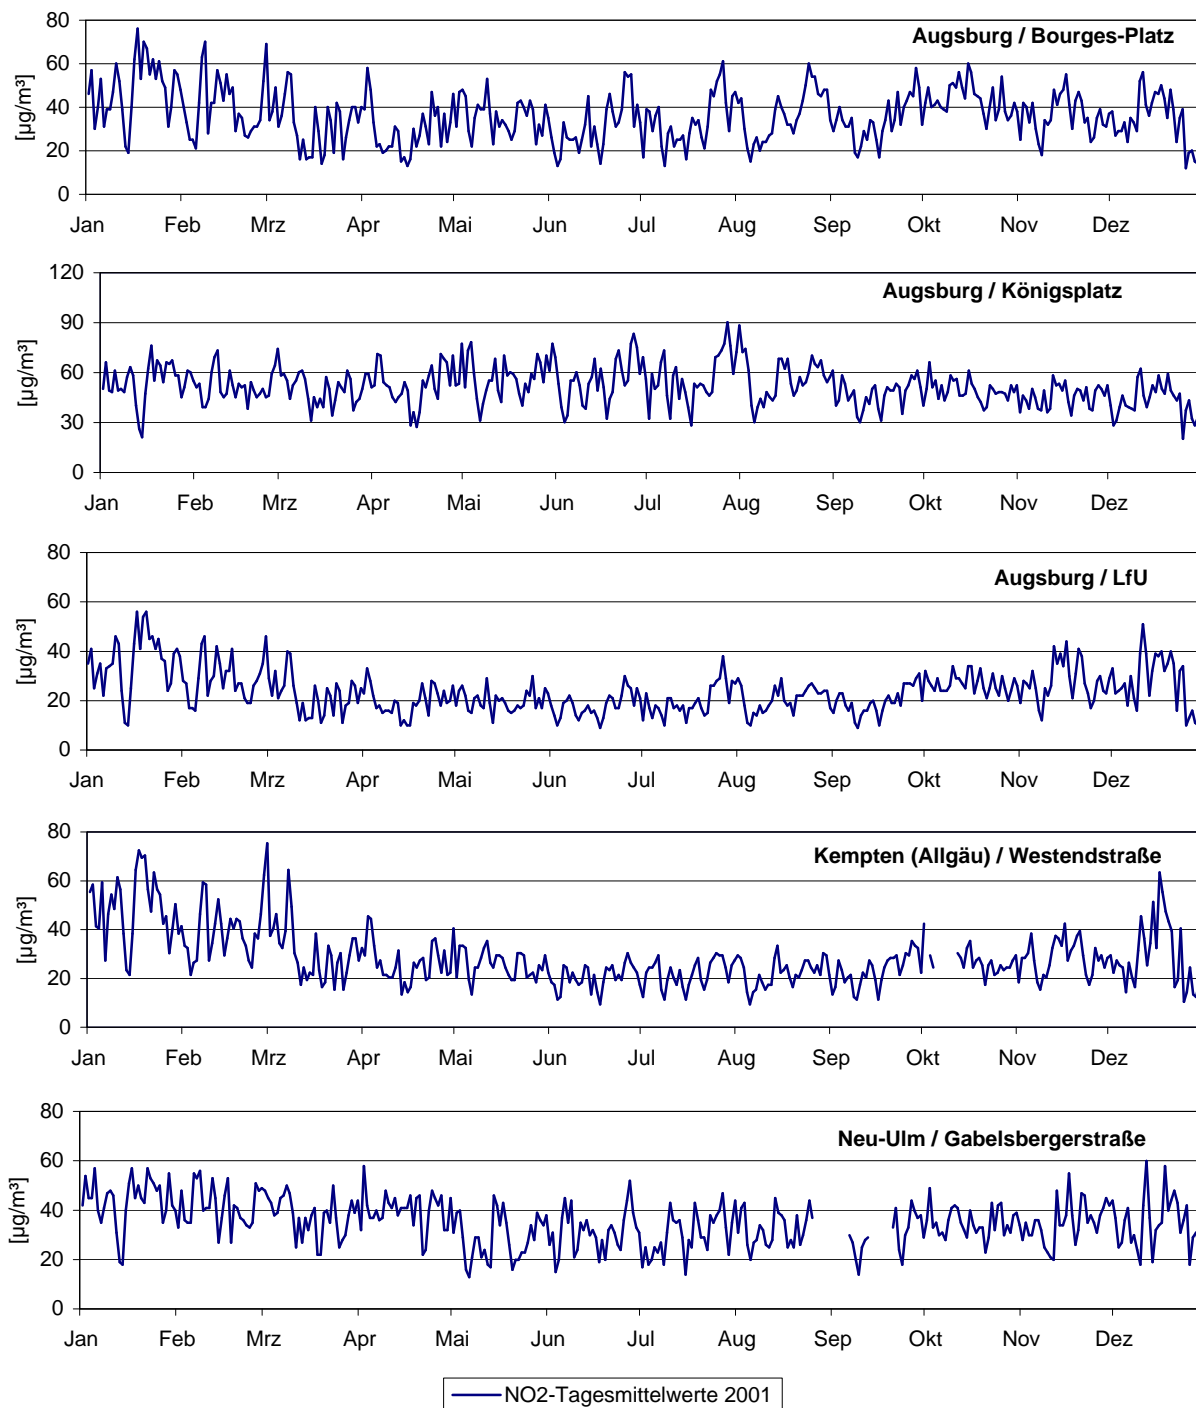 Augsburg / Bourges-Platz
[µg/m³]
80
60
40
20
0
Jan Feb Mrz Apr Mai Jun Jul Aug Sep Okt Nov Dez
Augsburg / Königsplatz
[µg/m³]
120
90
60
30
0
Jan Feb Mrz Apr Mai Jun Jul Aug Sep Okt Nov Dez
Augsburg / LfU
[µg/m³]
80
60
40
20
0
Jan Feb Mrz Apr Mai Jun Jul Aug Sep Okt Nov Dez
Kempten (Allgäu) / Westendstraße
[µg/m³]
80
60
40
20
0
Jan Feb Mrz Apr Mai Jun Jul Aug Sep Okt Nov Dez
Neu-Ulm / Gabelsbergerstraße
[µg/m³]
80
60
40
20
0
Jan Feb Mrz Apr Mai Jun Jul Aug Sep Okt Nov Dez
NO2-Tagesmittelwerte 2001